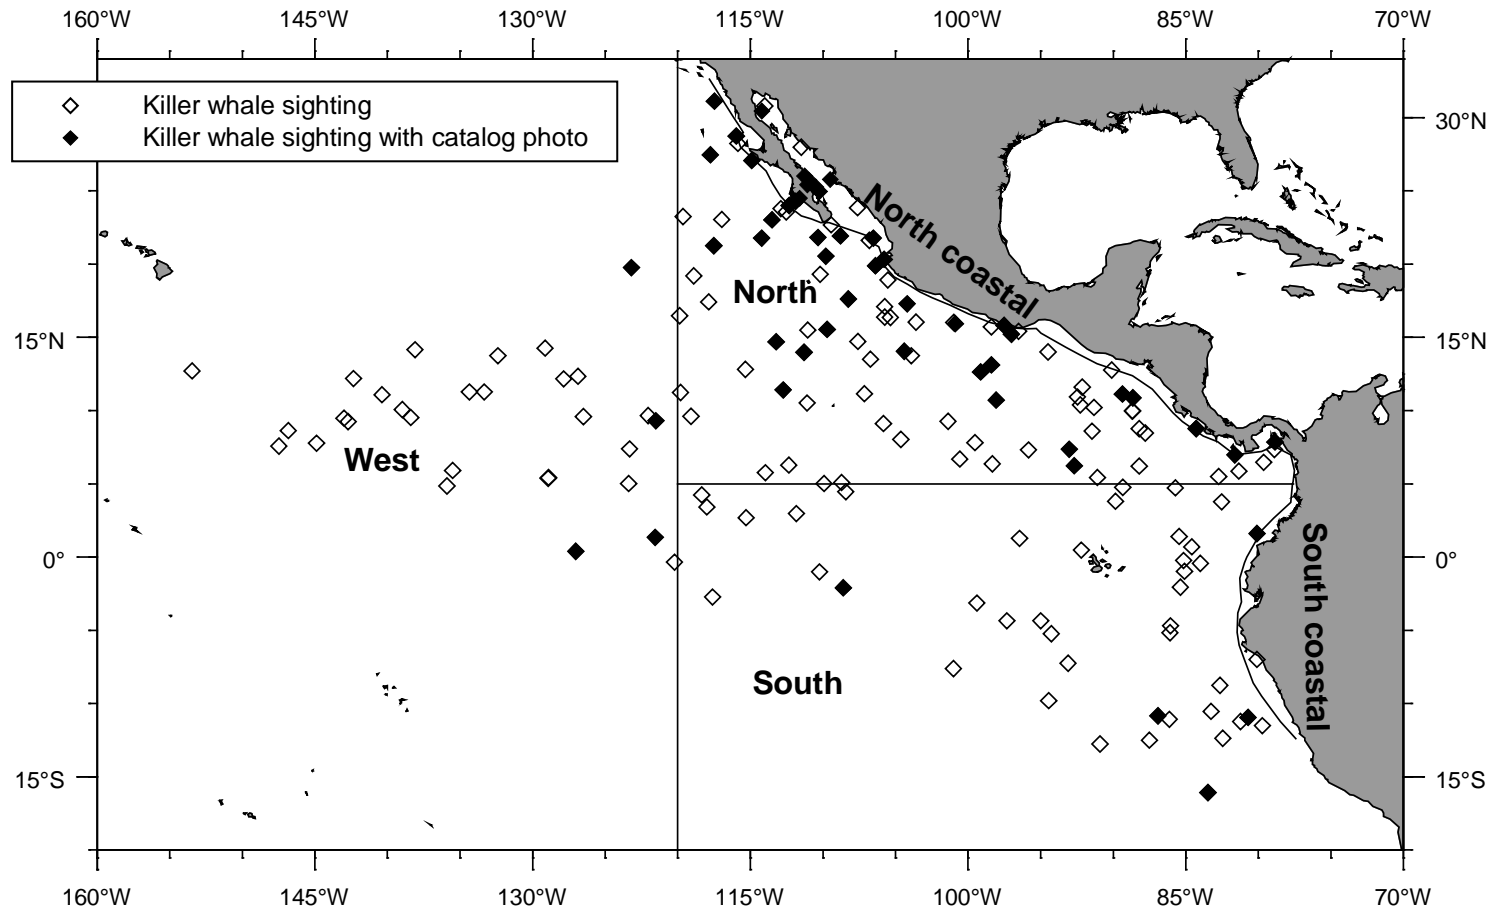 160°W 145°W 130°W 115°W 100°W 85°W 70°W
Killer whale sighting
Killer whale sighting with catalog photo
30°N
North coastal
North
15°N 15°N
West
0° 0°
South coastal
South
15°S 15°S
160°W 145°W 130°W 115°W 100°W 85°W 70°W